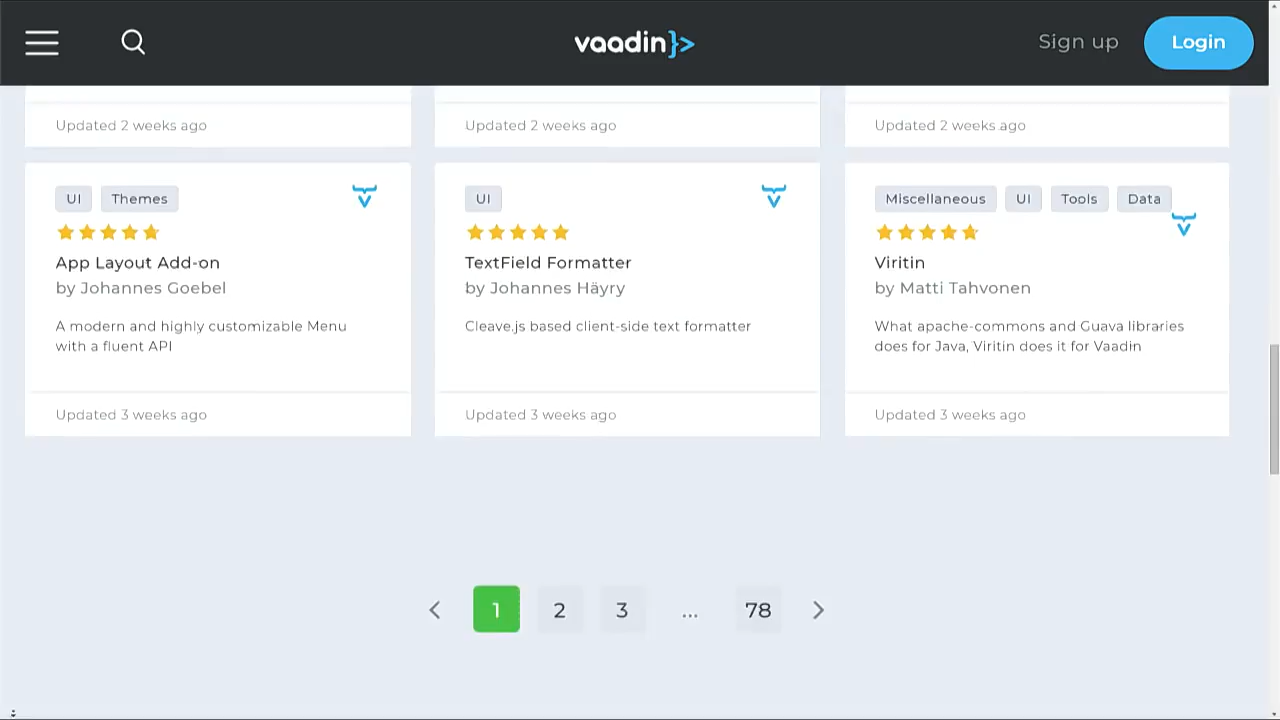 vaadin}>
Sign up
Login
Updated 2 weeks ago
Updated 2 weeks ago
Updated 2 weeks ago
UI Themes
App Layout Add-on
by Johannes Goebel
A modern and highly customizable Menu
with a fluent API
Updated 3 weeks ago
UI
TextField Formatter
by Johannes Häyry
Cleave.js based client-side text formatter
Updated 3 weeks ago
Miscellaneous UI Tools Data
Viritin
by Matti Tahvonen
What apache-commons and Guava libraries
does for Java, Viritin does it for Vaadin
Updated 3 weeks ago
1 2 3 ... 78